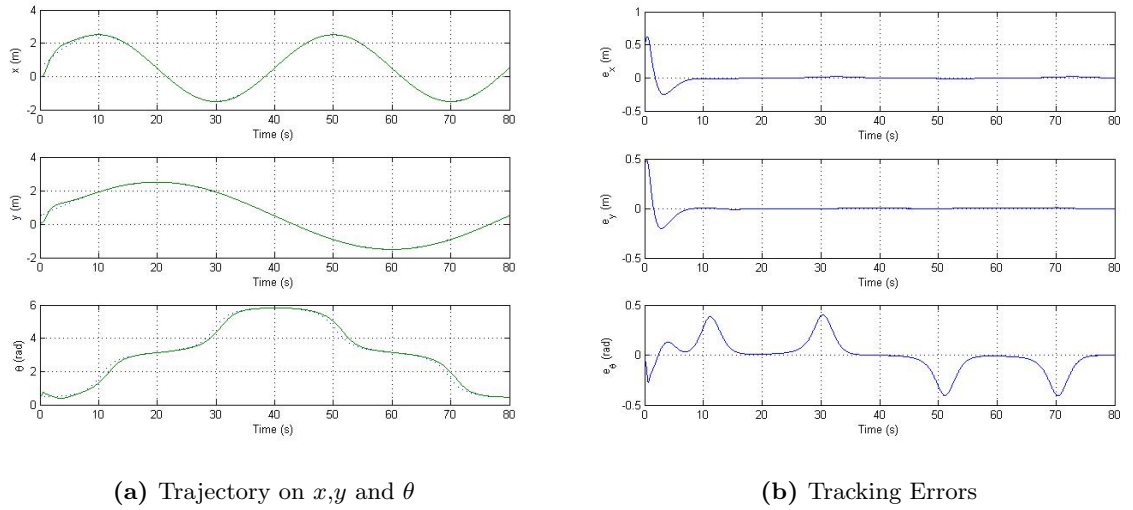 4
2
0
-2
x (m)
0 10 20 30 40 50 60 70 80
Time (s)
4
2
0
-2
y (m)
0 10 20 30 40 50 60 70 80
Time (s)
6
4
2
0
θ (rad)
0 10 20 30 40 50 60 70 80
Time (s)
1
0.5
0
-0.5
e_x (m)
0 10 20 30 40 50 60 70 80
Time (s)
0.5
0
-0.5
e_y (m)
0 10 20 30 40 50 60 70 80
Time (s)
0.5
0
-0.5
e_θ (rad)
0 10 20 30 40 50 60 70 80
Time (s)
(a) Trajectory on x,y and θ
(b) Tracking Errors